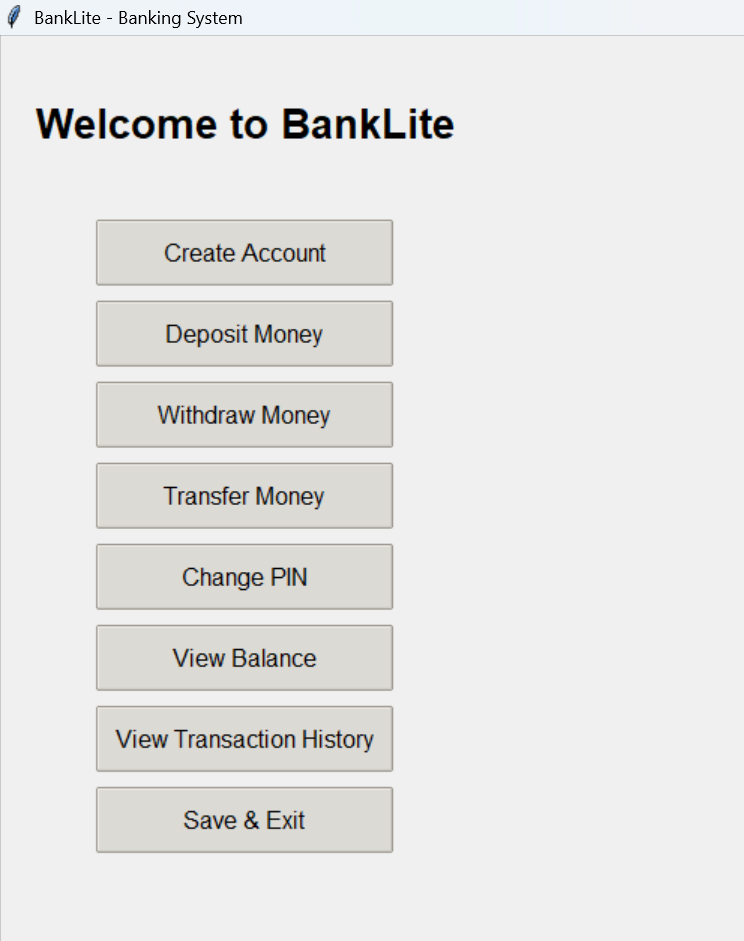 BankLite - Banking System
Welcome to BankLite
Create Account
Deposit Money
Withdraw Money
Transfer Money
Change PIN
View Balance
View Transaction History
Save & Exit